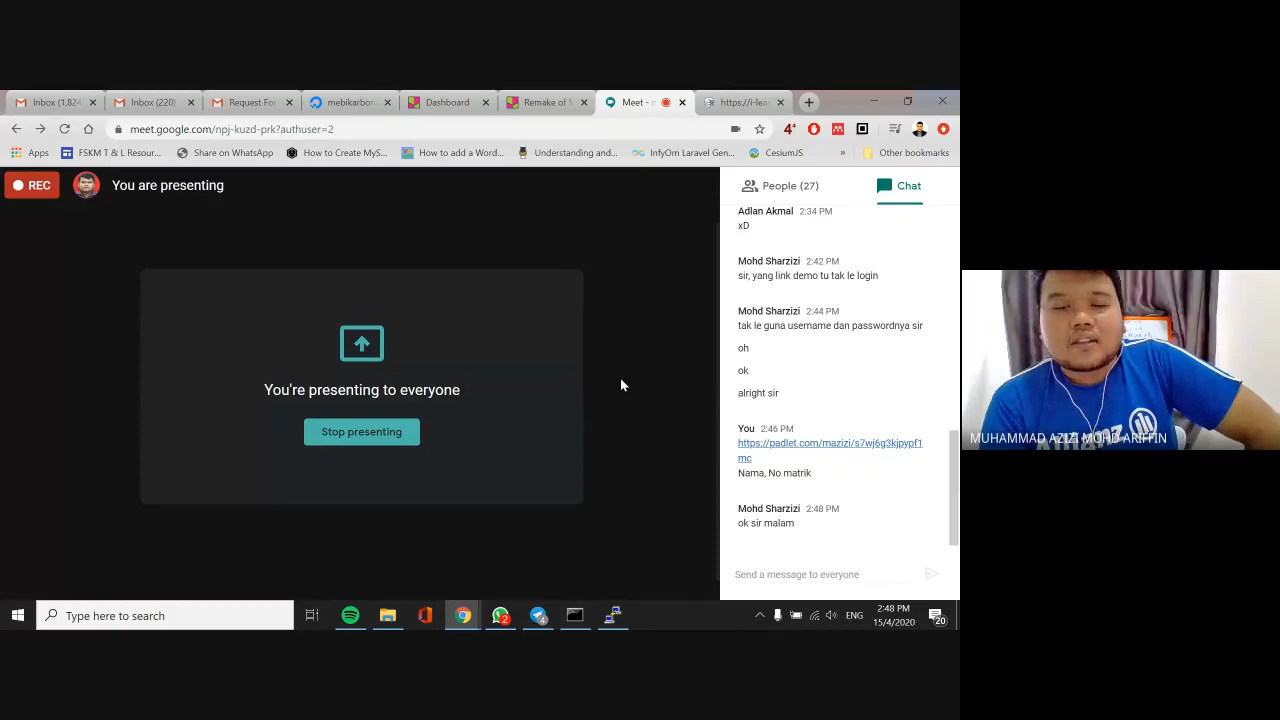 Inbox (1,824
Inbox (220)
Request For
mebikarbon
Dashboard
Remake of M
Meet - n
https://i-lear
meet.google.com/npj-kuzd-prk?authuser=2
Apps
FSKM T & L Resour...
Share on WhatsApp
How to Create MyS...
How to add a Word...
Understanding and...
InfyOm Laravel Gen...
CesiumJS
»
Other bookmarks
REC
You are presenting
People (27)
Chat
Adlan Akmal 2:34 PM
xD
Mohd Sharzizi 2:42 PM
sir, yang link demo tu tak le login
Mohd Sharzizi 2:44 PM
tak le guna username dan passwordnya sir
oh
ok
alright sir
You 2:46 PM
https://padlet.com/mazizi/s7wj6g3kjpypf1
mc
Nama, No matrik
Mohd Sharzizi 2:48 PM
ok sir malam
Send a message to everyone
You're presenting to everyone
Stop presenting
MUHAMMAD AZIZI MOHD ARIFFIN
Type here to search
2
4
ENG
2:48 PM
15/4/2020
20